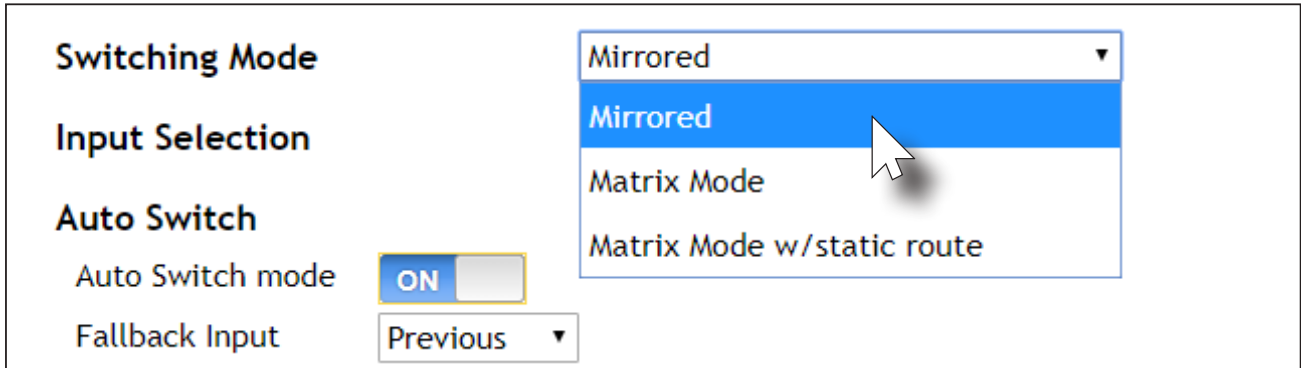 Switching Mode
Mirrored
Mirrored
Input Selection
Matrix Mode
Auto Switch
Matrix Mode w/static route
Auto Switch mode
ON
Fallback Input
Previous